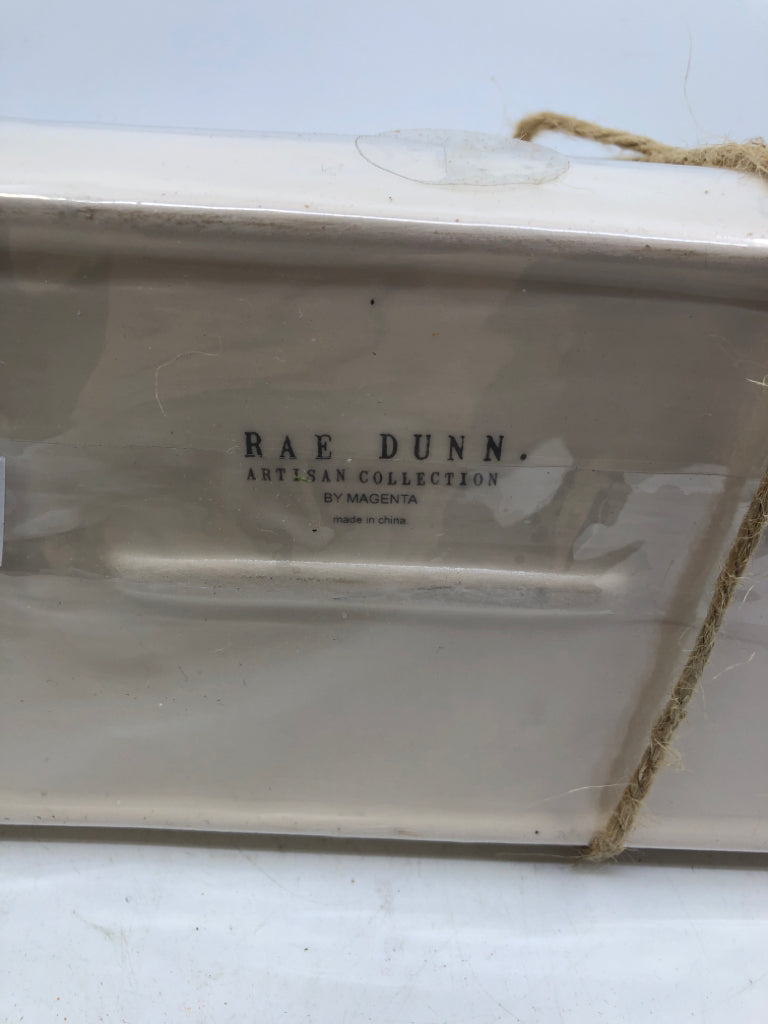 RAE DUNN.
ARTISAN COLLECTION
BY MAGENTA
made in china